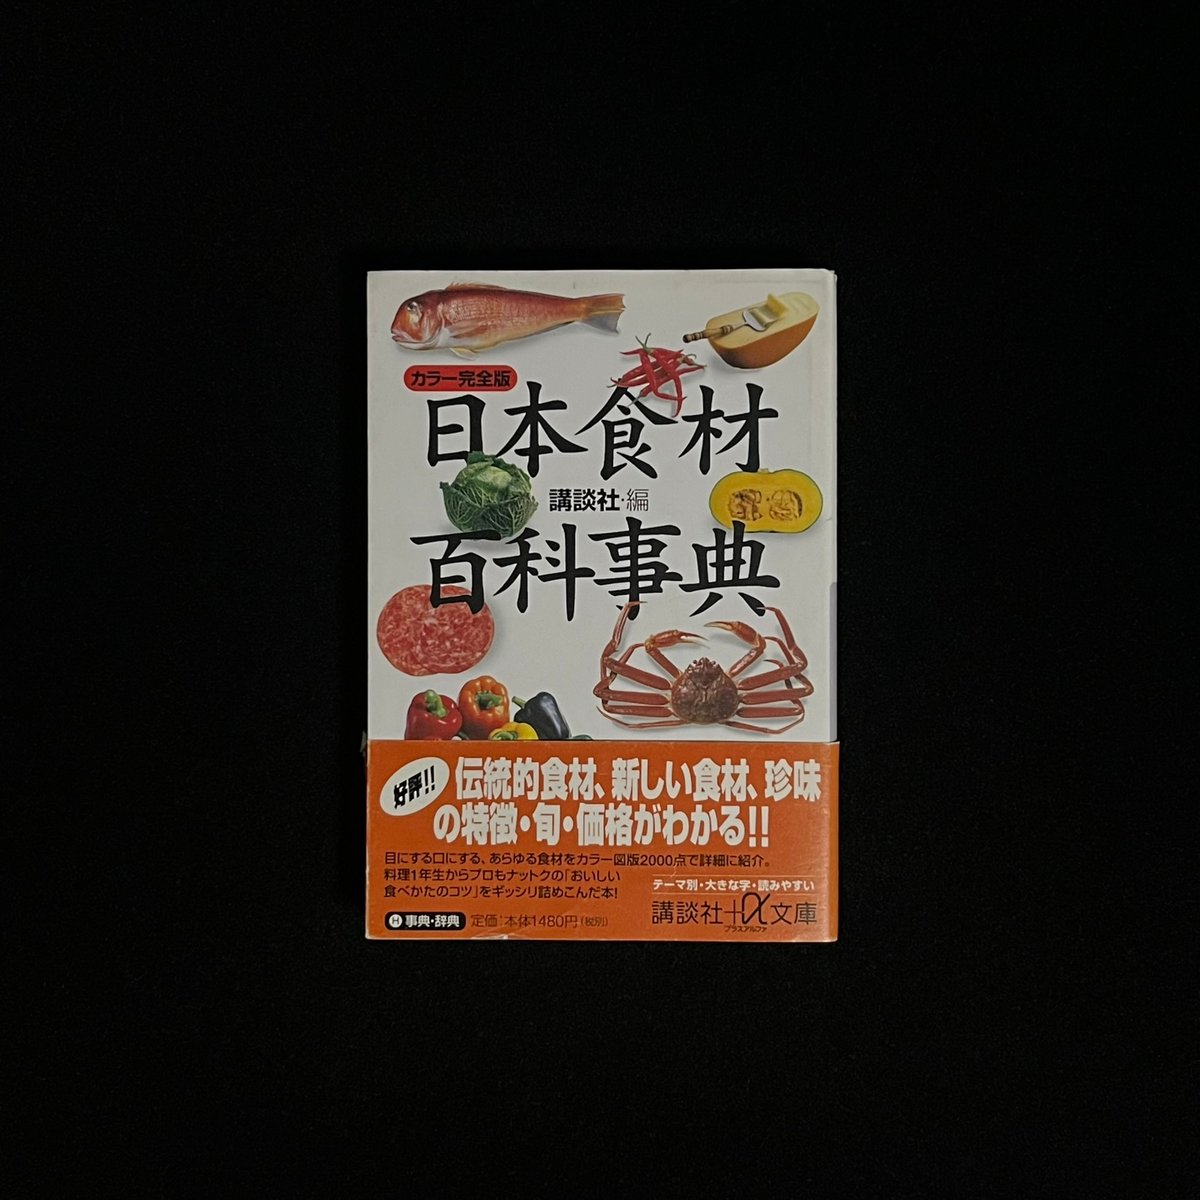 カラー完全版
日本食材
講談社・編
百科事典
好評!!
伝統的食材、新しい食材、珍味
の特徴・旬・価格がわかる!!
目にする口にする、あらゆる食材をカラー図版2000点で詳細に紹介。
料理1年生からプロもナットクの「おいしい
食べかたのコツ」をギッシリ詰めこんだ本!
テーマ別・大きな字・読みやすい
講談社+α文庫
プラスアルファ
H 事典・辞典 定価:本体1480円(税別)